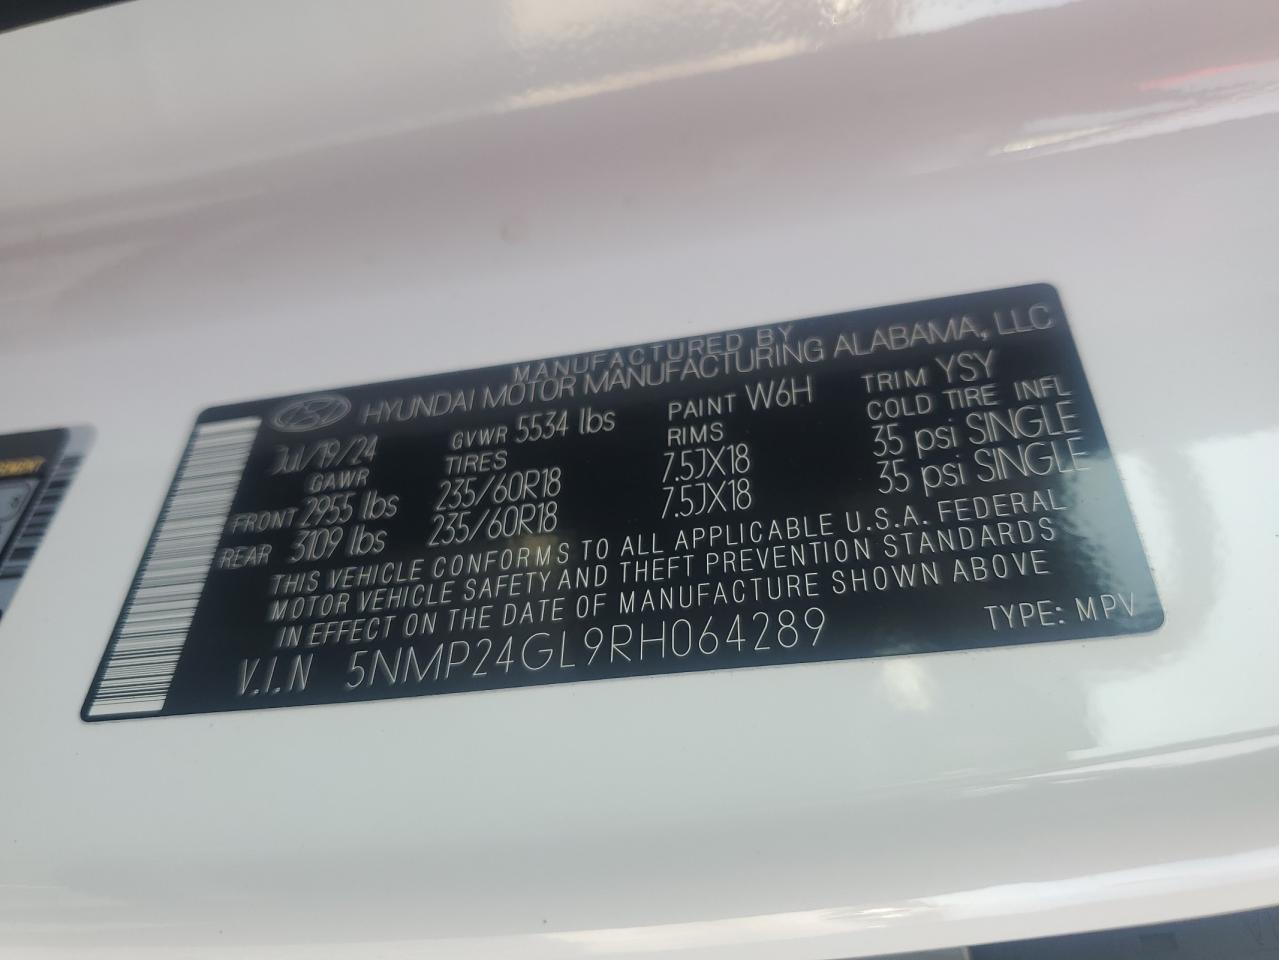 MANUFACTURED BY
HYUNDAI MOTOR MANUFACTURING ALABAMA, LLC
Jul/19/24 GVWR 5534 lbs PAINT W6H TRIM YSY
GAWR TIRES RIMS COLD TIRE INFL
FRONT 2955 lbs 235/60R18 7.5JX18 35 psi SINGLE
REAR 3109 lbs 235/60R18 7.5JX18 35 psi SINGLE
THIS VEHICLE CONFORMS TO ALL APPLICABLE U.S.A. FEDERAL
MOTOR VEHICLE SAFETY AND THEFT PREVENTION STANDARDS
IN EFFECT ON THE DATE OF MANUFACTURE SHOWN ABOVE
V.I.N 5NMP24GL9RH064289 TYPE: MPV